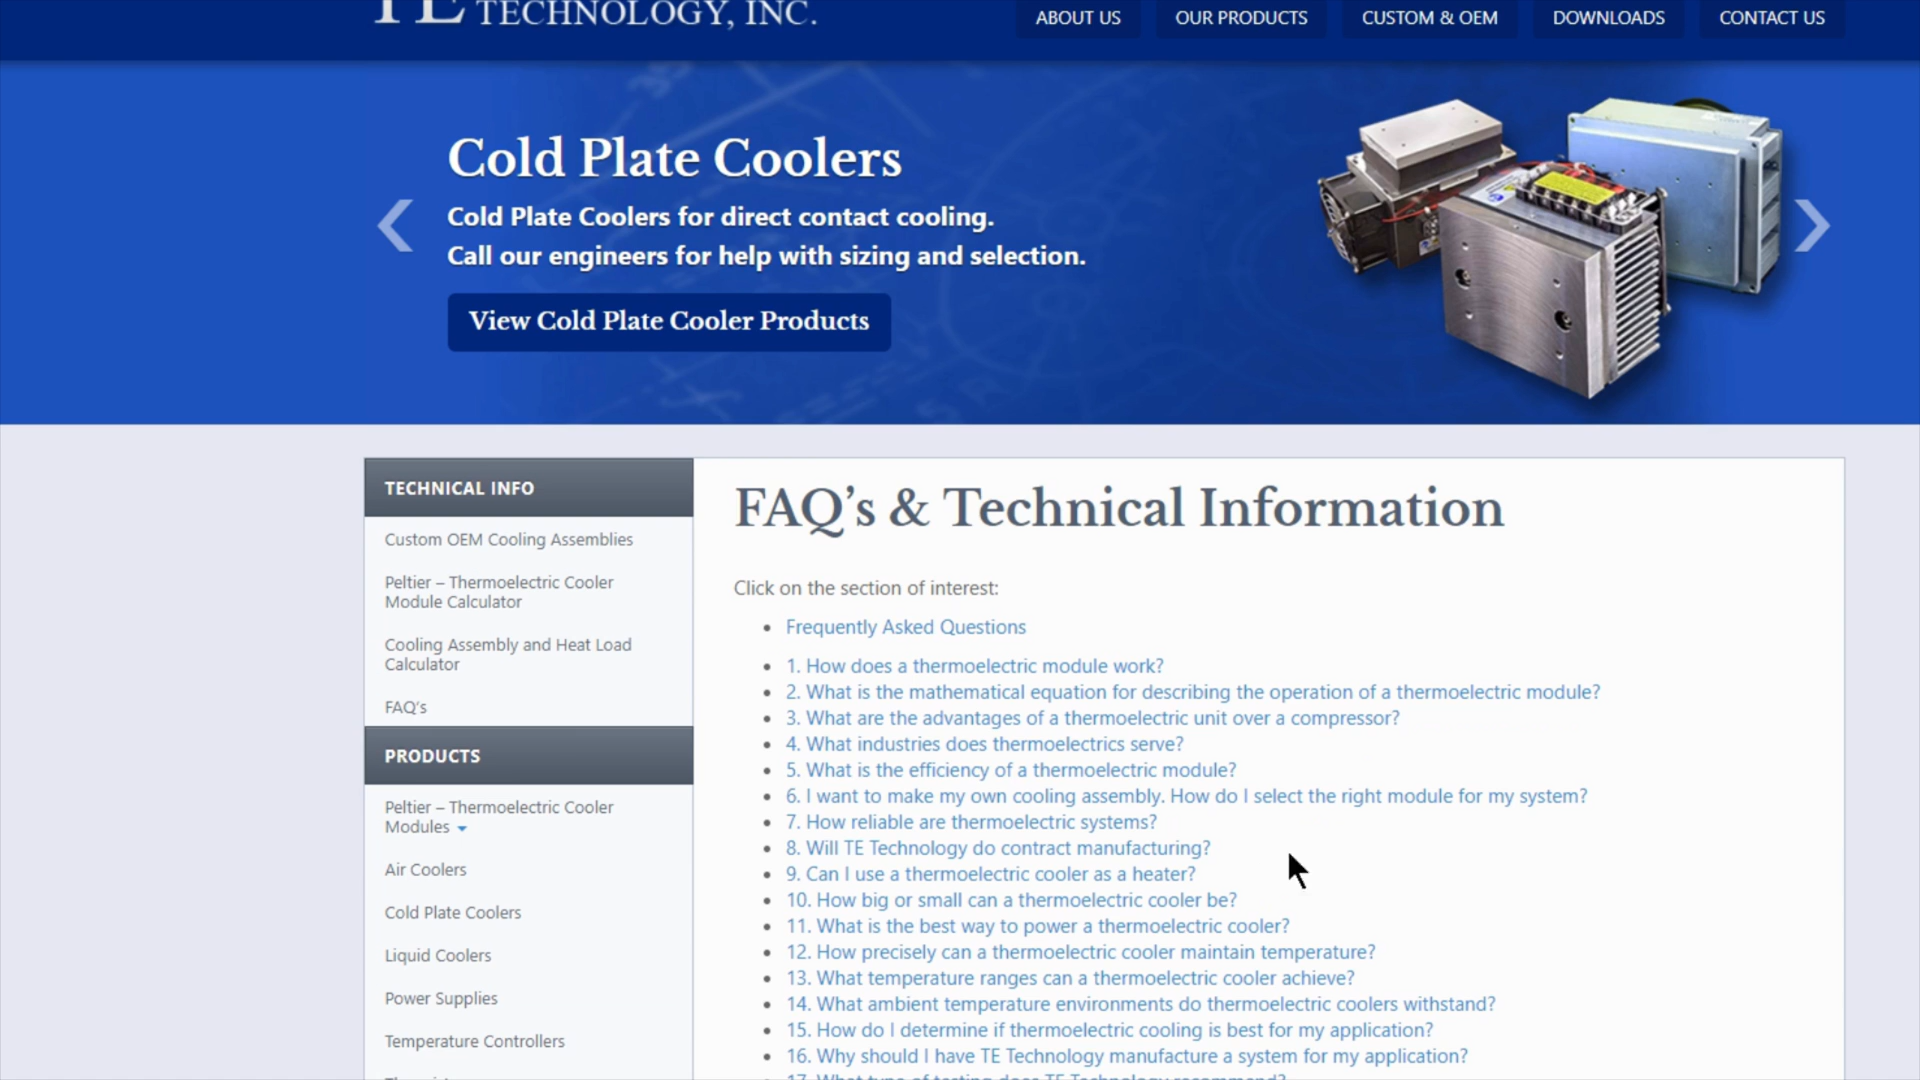 TE TECHNOLOGY, INC.
ABOUT US
OUR PRODUCTS
CUSTOM & OEM
DOWNLOADS
CONTACT US
Cold Plate Coolers
Cold Plate Coolers for direct contact cooling.
Call our engineers for help with sizing and selection.
View Cold Plate Cooler Products
TECHNICAL INFO
Custom OEM Cooling Assemblies
Peltier – Thermoelectric Cooler
Module Calculator
Cooling Assembly and Heat Load
Calculator
FAQ's
PRODUCTS
Peltier – Thermoelectric Cooler
Modules
Air Coolers
Cold Plate Coolers
Liquid Coolers
Power Supplies
Temperature Controllers
FAQ's & Technical Information
Click on the section of interest:
Frequently Asked Questions
1. How does a thermoelectric module work?
2. What is the mathematical equation for describing the operation of a thermoelectric module?
3. What are the advantages of a thermoelectric unit over a compressor?
4. What industries does thermoelectrics serve?
5. What is the efficiency of a thermoelectric module?
6. I want to make my own cooling assembly. How do I select the right module for my system?
7. How reliable are thermoelectric systems?
8. Will TE Technology do contract manufacturing?
9. Can I use a thermoelectric cooler as a heater?
10. How big or small can a thermoelectric cooler be?
11. What is the best way to power a thermoelectric cooler?
12. How precisely can a thermoelectric cooler maintain temperature?
13. What temperature ranges can a thermoelectric cooler achieve?
14. What ambient temperature environments do thermoelectric coolers withstand?
15. How do I determine if thermoelectric cooling is best for my application?
16. Why should I have TE Technology manufacture a system for my application?
17. What type of testing does TE Technology recommend?